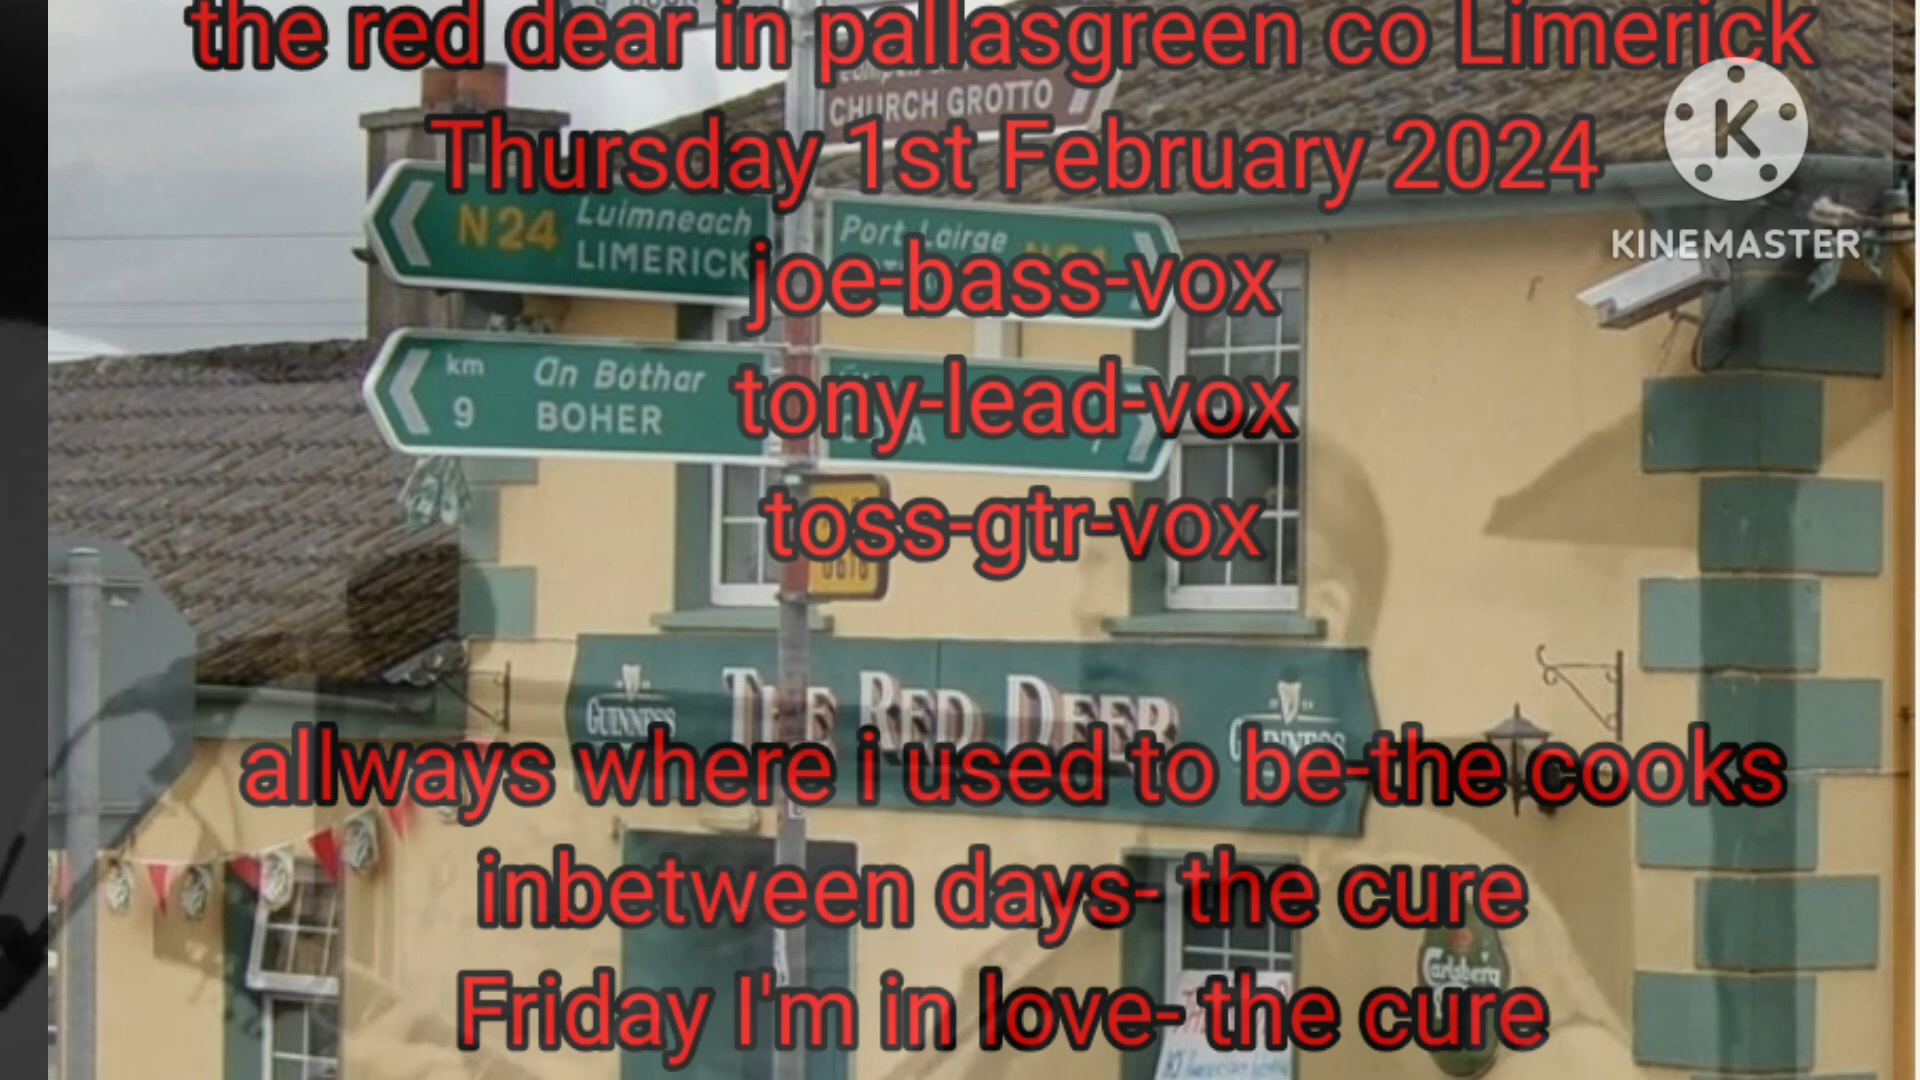 the red dear in pallasgreen co Limerick
CHURCH GROTTO
Thursday 1st February 2024
KINEMASTER
N24 Luimneach
LIMERICK
Port Lairge
joe-bass-vox
km An Bóthar
9 BOHER
tony-lead-vox
toss-gtr-vox
GUINNESS THE RED DEER GUINNESS
allways where i used to be-the cooks
inbetween days- the cure
Carlsberg
Friday I'm in love- the cure